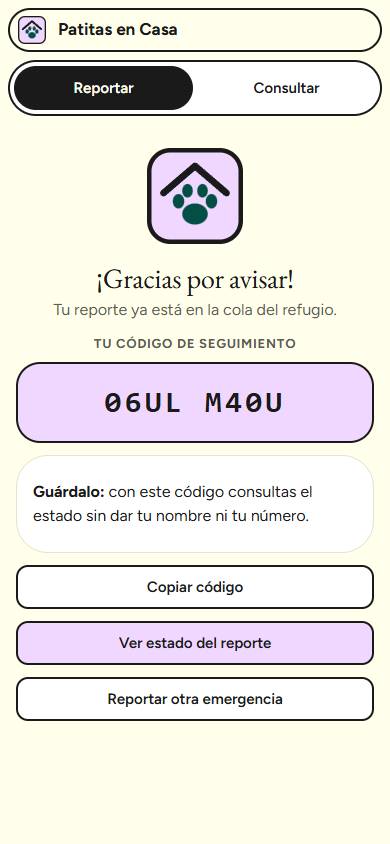 Patitas en Casa
Reportar
Consultar
¡Gracias por avisar!
Tu reporte ya está en la cola del refugio.
TU CÓDIGO DE SEGUIMIENTO
06UL M40U
Guárdalo: con este código consultas el
estado sin dar tu nombre ni tu número.
Copiar código
Ver estado del reporte
Reportar otra emergencia